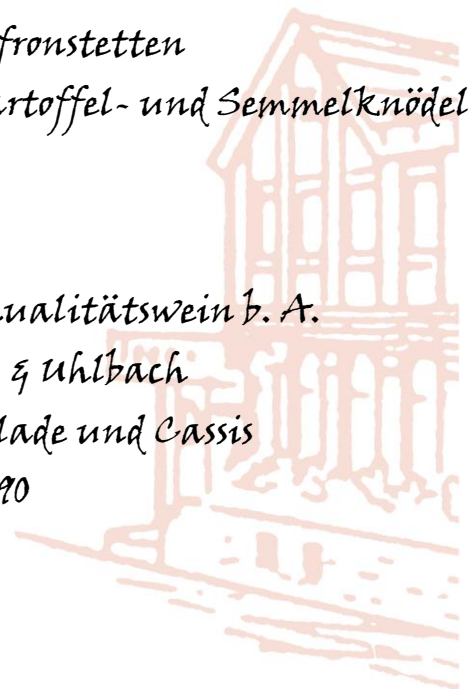 fronstetten
rtoffel- und Semmelknödel
ualitätswein b. A.
& Uhlbach
lade und Cassis
90